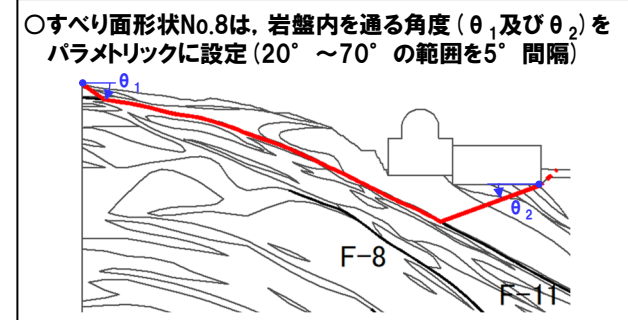 ○すべり面形状No.8は，岩盤内を通る角度（θ₁及びθ₂）を
パラメトリックに設定（20°～70°の範囲を5°間隔）
θ₁
θ₂
F-8
F-11